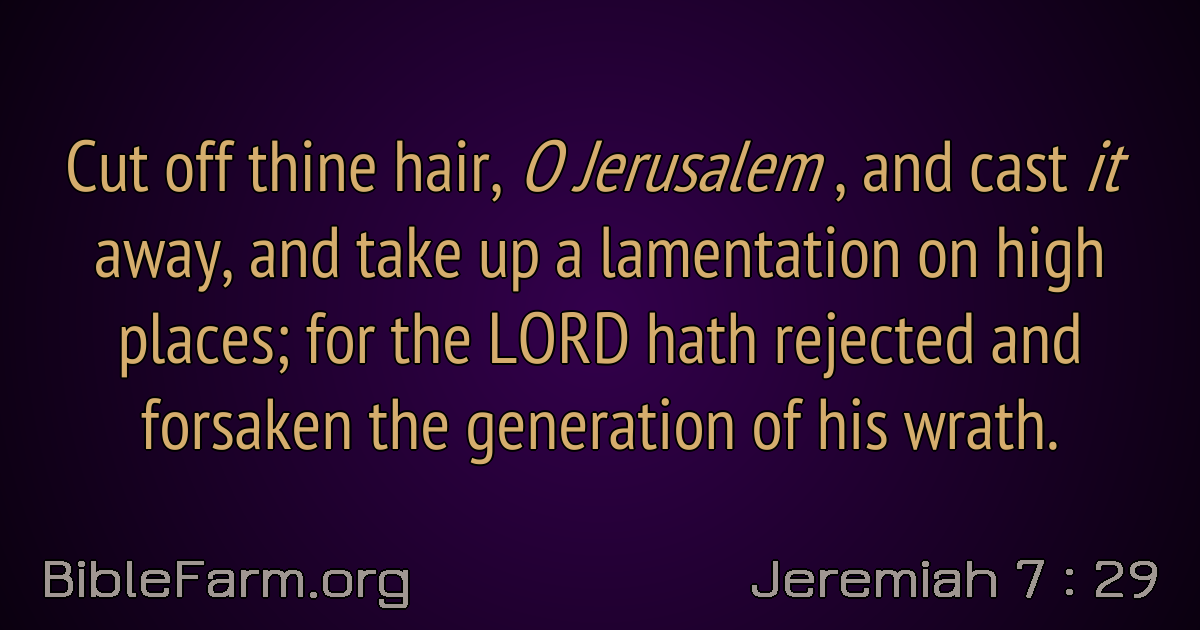 Cut off thine hair, O Jerusalem , and cast it
away, and take up a lamentation on high
places; for the LORD hath rejected and
forsaken the generation of his wrath.
BibleFarm.org
Jeremiah 7 : 29